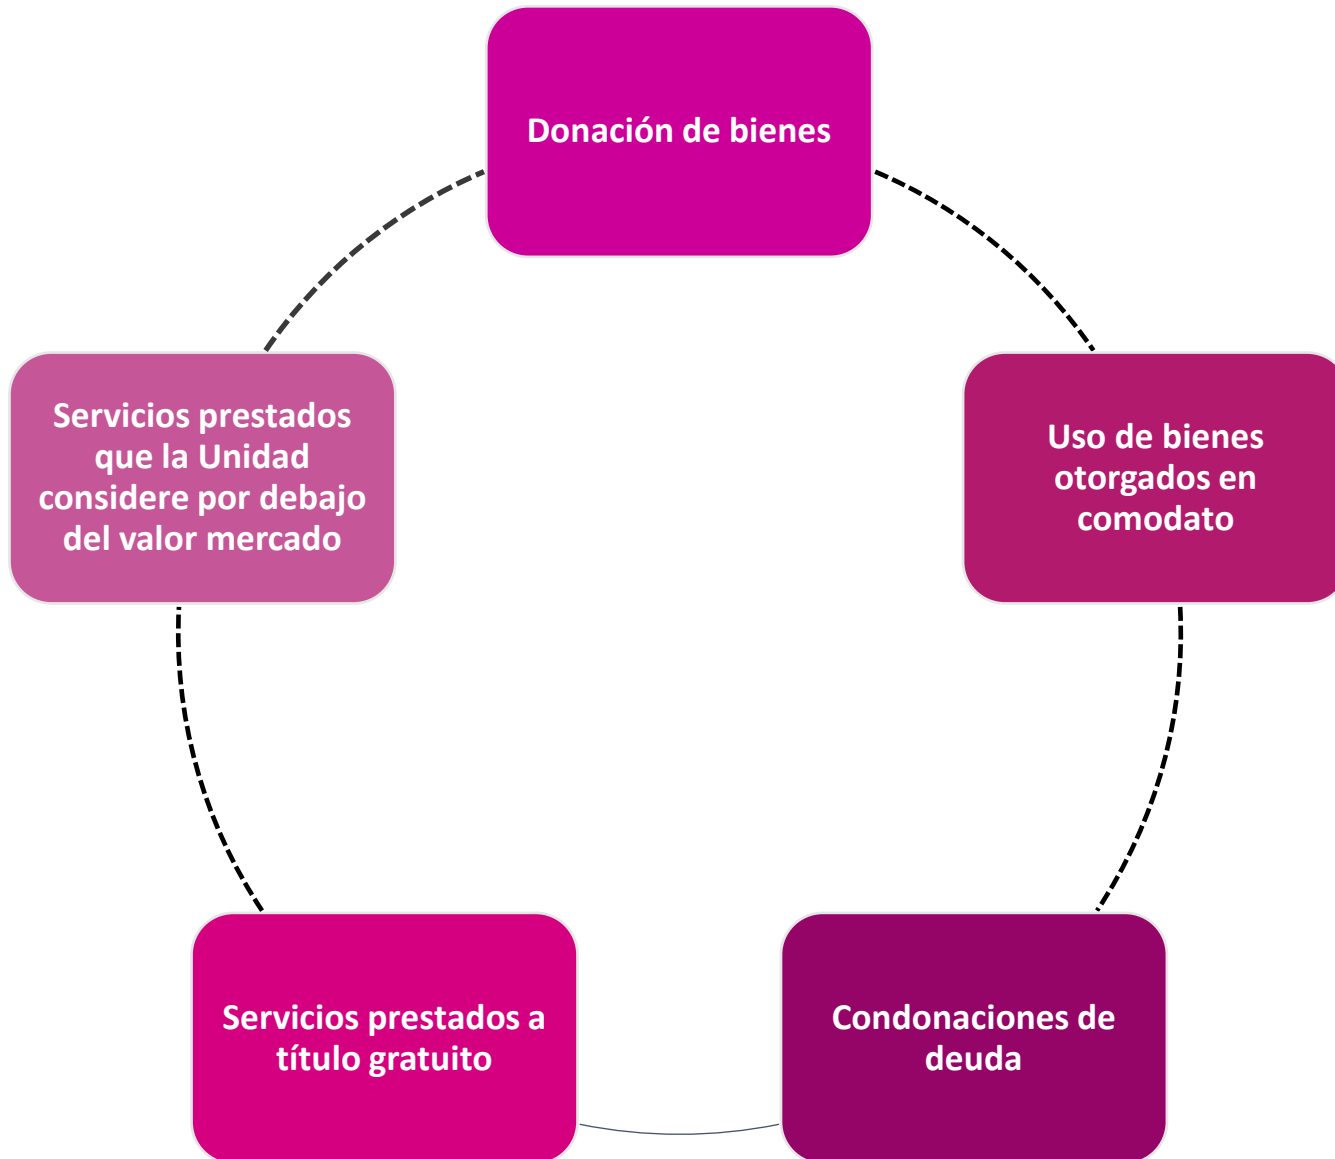 Donación de bienes
Uso de bienes
otorgados en
comodato
Condonaciones de
deuda
Servicios prestados a
título gratuito
Servicios prestados
que la Unidad
considere por debajo
del valor mercado